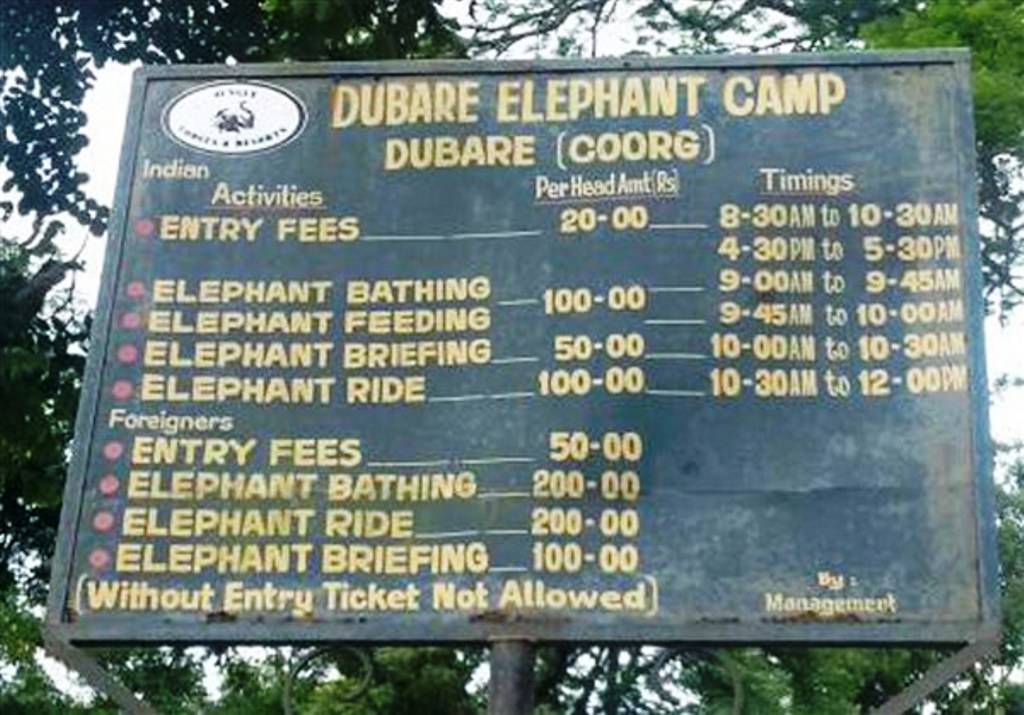 JUNGLE
LODGES & RESORTS
DUBARE ELEPHANT CAMP
DUBARE (COORG)
Indian
Activities Per Head Amt (Rs) Timings
ENTRY FEES 20-00 8-30AM to 10-30AM
4-30PM to 5-30PM
ELEPHANT BATHING 100-00 9-00AM to 9-45AM
ELEPHANT FEEDING 9-45AM to 10-00AM
ELEPHANT BRIEFING 50-00 10-00AM to 10-30AM
ELEPHANT RIDE 100-00 10-30AM to 12-00PM
Foreigners
ENTRY FEES 50-00
ELEPHANT BATHING 200-00
ELEPHANT RIDE 200-00
ELEPHANT BRIEFING 100-00
(Without Entry Ticket Not Allowed)
By :
Management